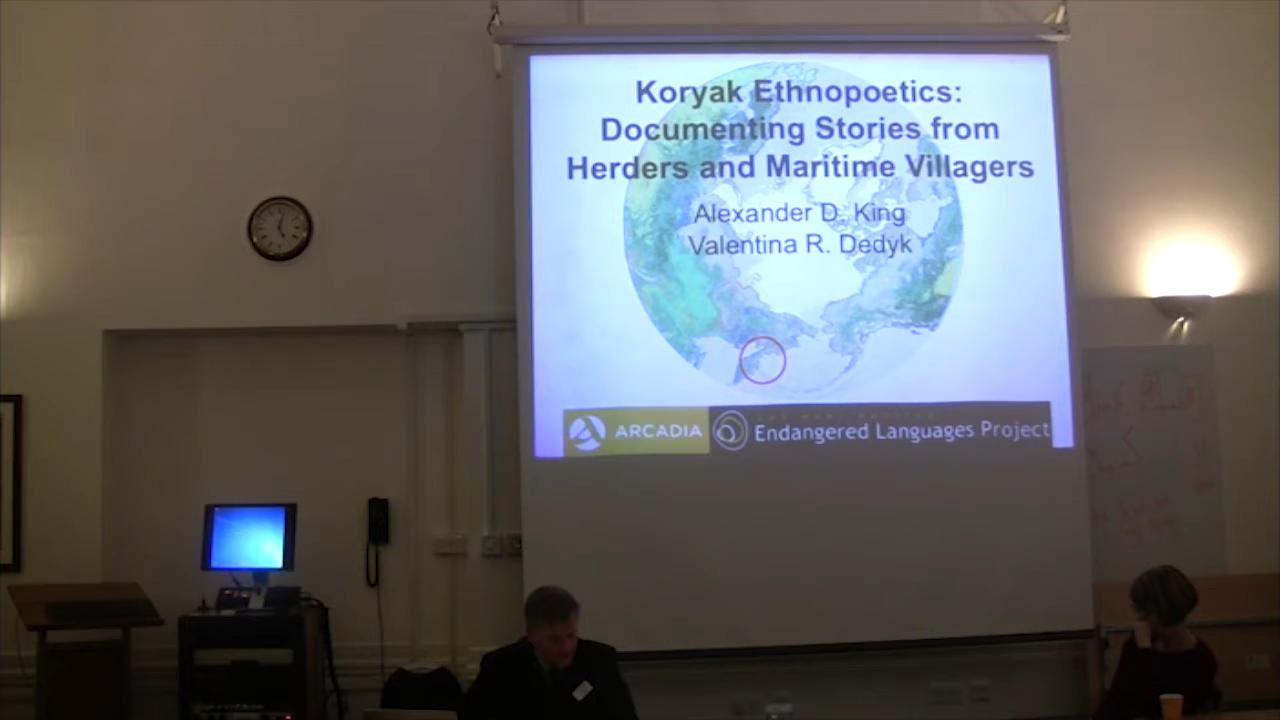 Koryak Ethnopoetics:
Documenting Stories from
Herders and Maritime Villagers
Alexander D. King
Valentina R. Dedyk
ARCADIA
Endangered Languages Project